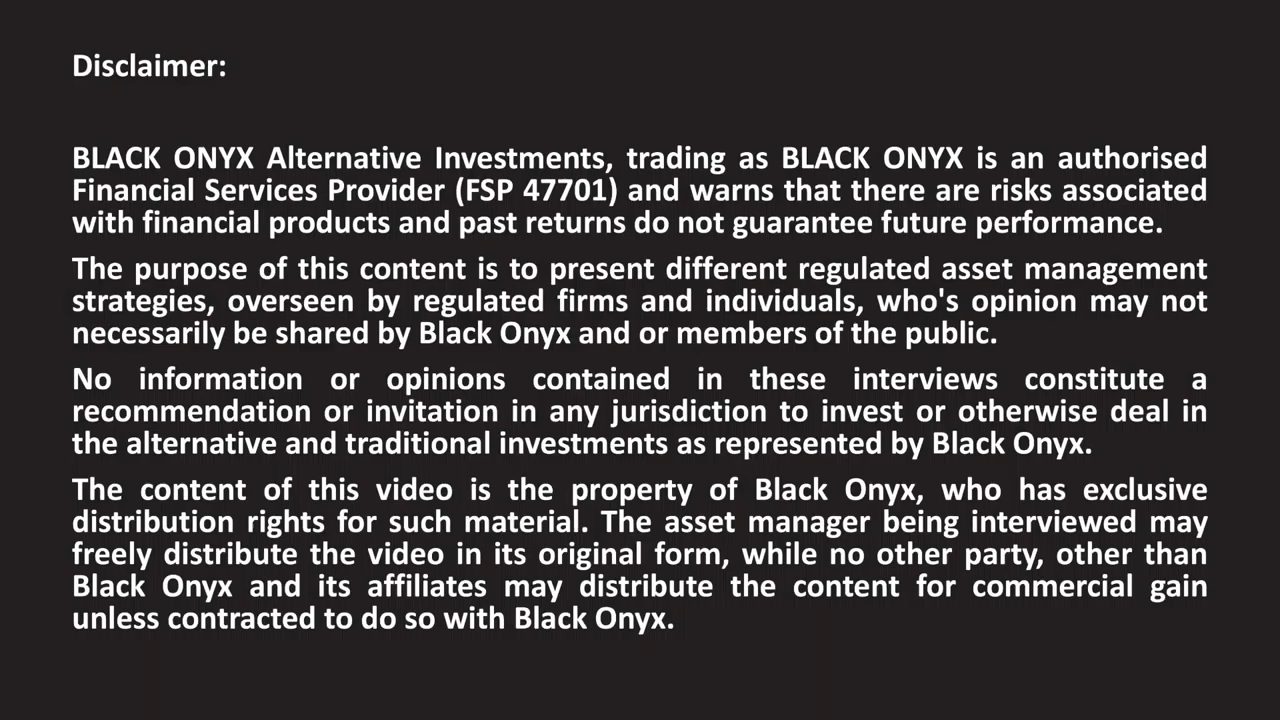 Disclaimer:
BLACK ONYX Alternative Investments, trading as BLACK ONYX is an authorised
Financial Services Provider (FSP 47701) and warns that there are risks associated
with financial products and past returns do not guarantee future performance.
The purpose of this content is to present different regulated asset management
strategies, overseen by regulated firms and individuals, who's opinion may not
necessarily be shared by Black Onyx and or members of the public.
No information or opinions contained in these interviews constitute a
recommendation or invitation in any jurisdiction to invest or otherwise deal in
the alternative and traditional investments as represented by Black Onyx.
The content of this video is the property of Black Onyx, who has exclusive
distribution rights for such material. The asset manager being interviewed may
freely distribute the video in its original form, while no other party, other than
Black Onyx and its affiliates may distribute the content for commercial gain
unless contracted to do so with Black Onyx.